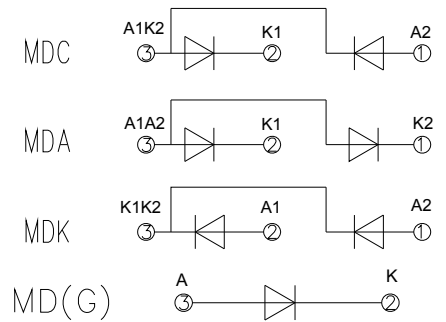 A1K2 K1 A2
MDC 3 2 1
A1A2 K1 K2
MDA 3 2 1
K1K2 A1 A2
MDK 3 2 1
A K
MD(G) 3 2